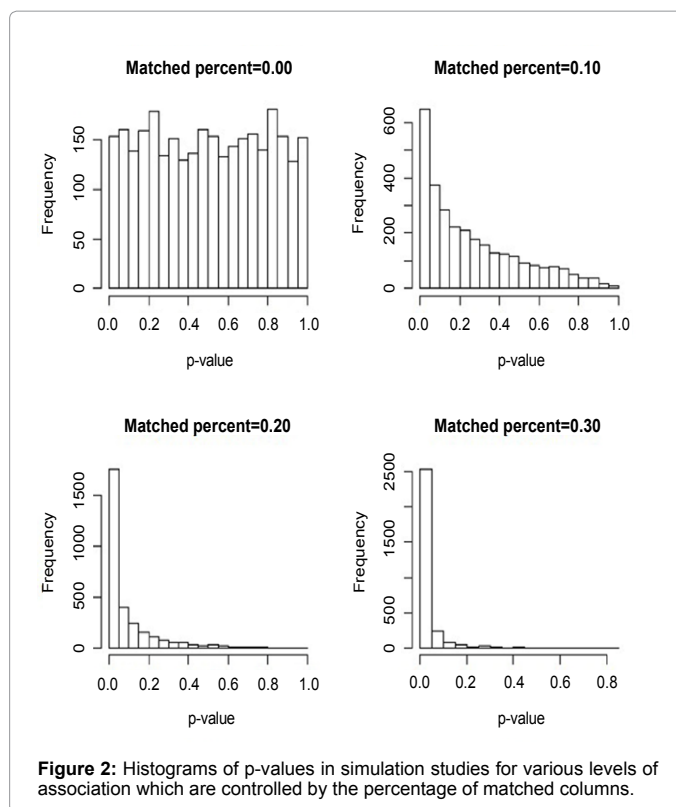 Matched percent=0.00
Matched percent=0.10
Frequency
0 50 100 150
0.0 0.2 0.4 0.6 0.8 1.0
p-value
Frequency
0 200 400 600
0.0 0.2 0.4 0.6 0.8 1.0
p-value
Matched percent=0.20
Matched percent=0.30
Frequency
0 500 1000 1500
0.0 0.2 0.4 0.6 0.8 1.0
p-value
Frequency
0 500 1500 2500
0.0 0.2 0.4 0.6 0.8
p-value
Figure 2: Histograms of p-values in simulation studies for various levels of
association which are controlled by the percentage of matched columns.